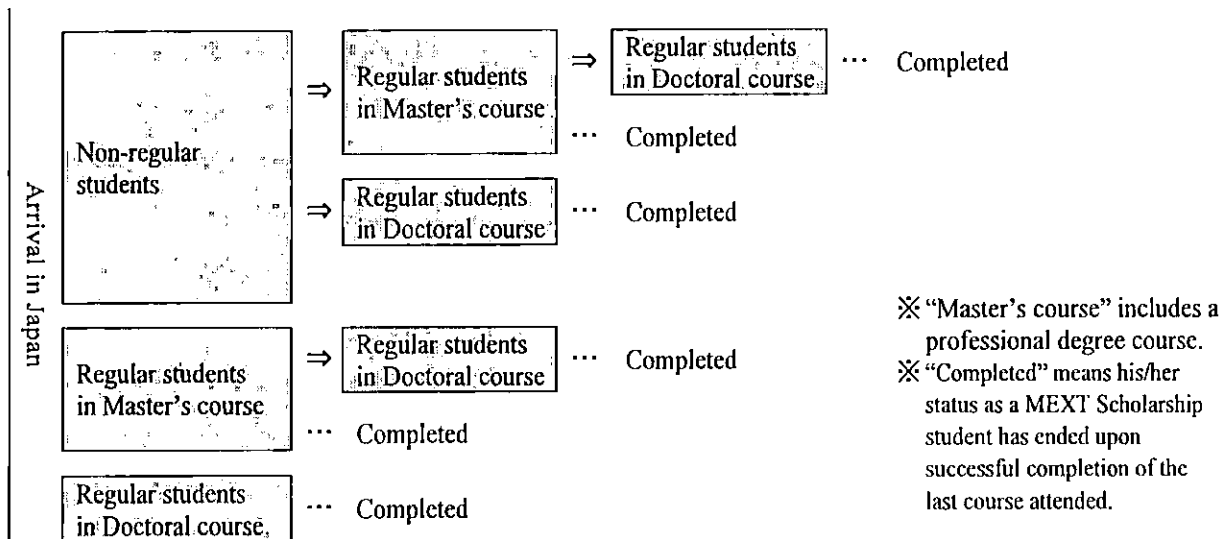 Arrival in Japan
Non-regular
students
⇒
Regular students
in Master's course
⇒
Regular students
in Doctoral course
… Completed
… Completed
⇒
Regular students
in Doctoral course
… Completed
Regular students
in Master's course
⇒
Regular students
in Doctoral course
… Completed
… Completed
Regular students
in Doctoral course
… Completed
※ “Master's course” includes a
professional degree course.
※ “Completed” means his/her
status as a MEXT Scholarship
student has ended upon
successful completion of the
last course attended.